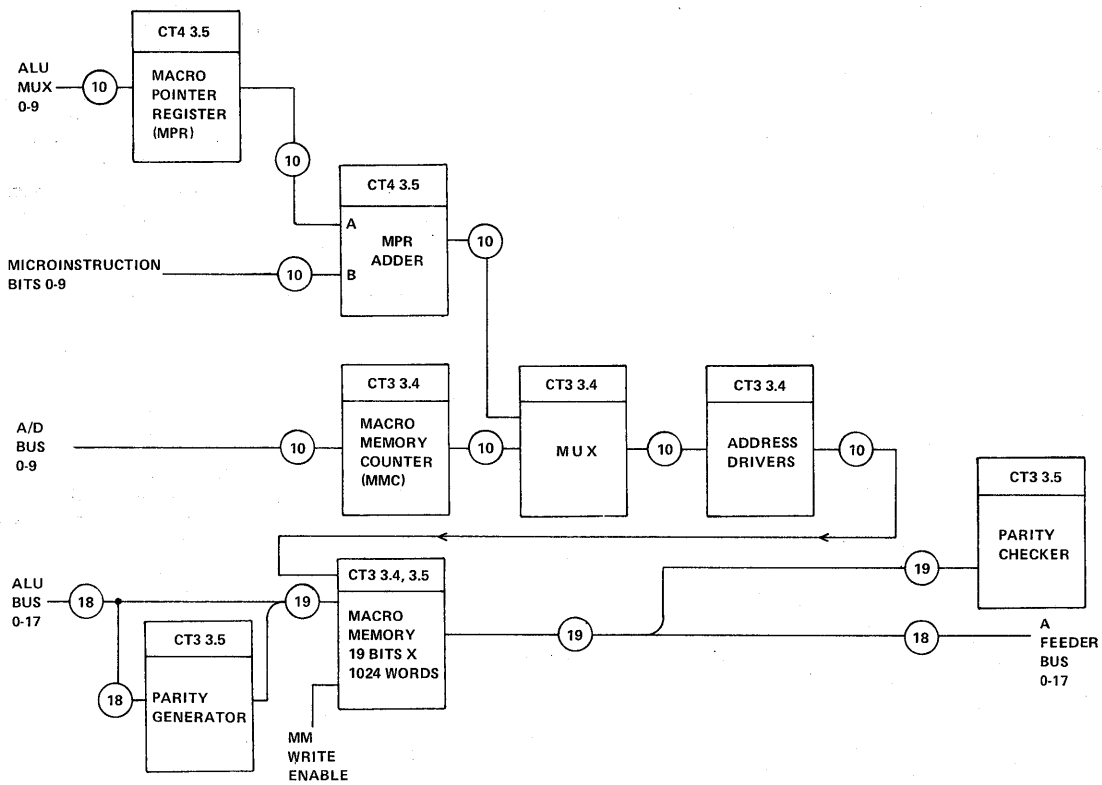 CT4 3.5
ALU
MUX
0-9
10
MACRO
POINTER
REGISTER
(MPR)
10
CT4 3.5
A
MPR
ADDER
B
10
MICROINSTRUCTION
BITS 0-9
10
CT3 3.4
A/D
BUS
0-9
10
MACRO
MEMORY
COUNTER
(MMC)
10
CT3 3.4
MUX
10
CT3 3.4
ADDRESS
DRIVERS
10
CT3 3.5
PARITY
CHECKER
19
ALU
BUS
0-17
18
19
CT3 3.4, 3.5
MACRO
MEMORY
19 BITS X
1024 WORDS
19
18
A
FEEDER
BUS
0-17
CT3 3.5
18
PARITY
GENERATOR
MM
WRITE
ENABLE